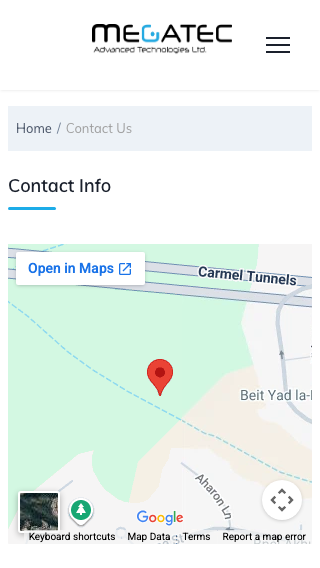 MEGATEC
Advanced Technologies Ltd.
Home / Contact Us
Contact Info
Open in Maps
Carmel Tunnels
Beit Yad la-
Aharon Ln
Google
Keyboard shortcuts Map Data Terms Report a map error